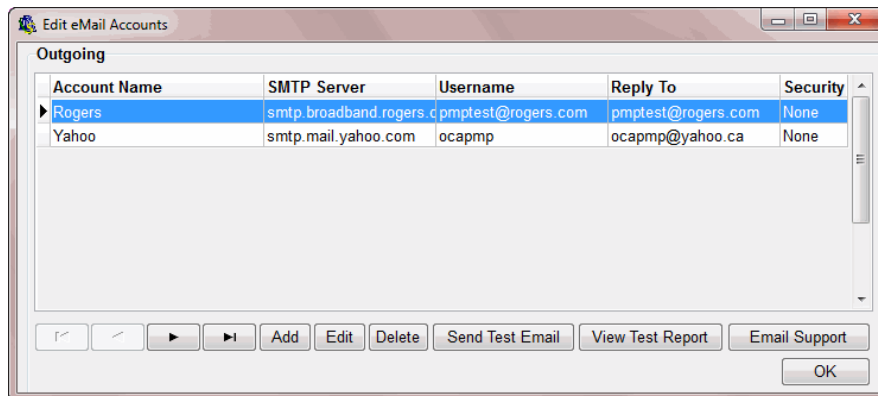 Edit eMail Accounts
Outgoing
Account Name SMTP Server Username Reply To Security
Rogers smtp.broadband.rogers.c pmptest@rogers.com pmptest@rogers.com None
Yahoo smtp.mail.yahoo.com ocapmp ocapmp@yahoo.ca None
Add Edit Delete Send Test Email View Test Report Email Support
OK